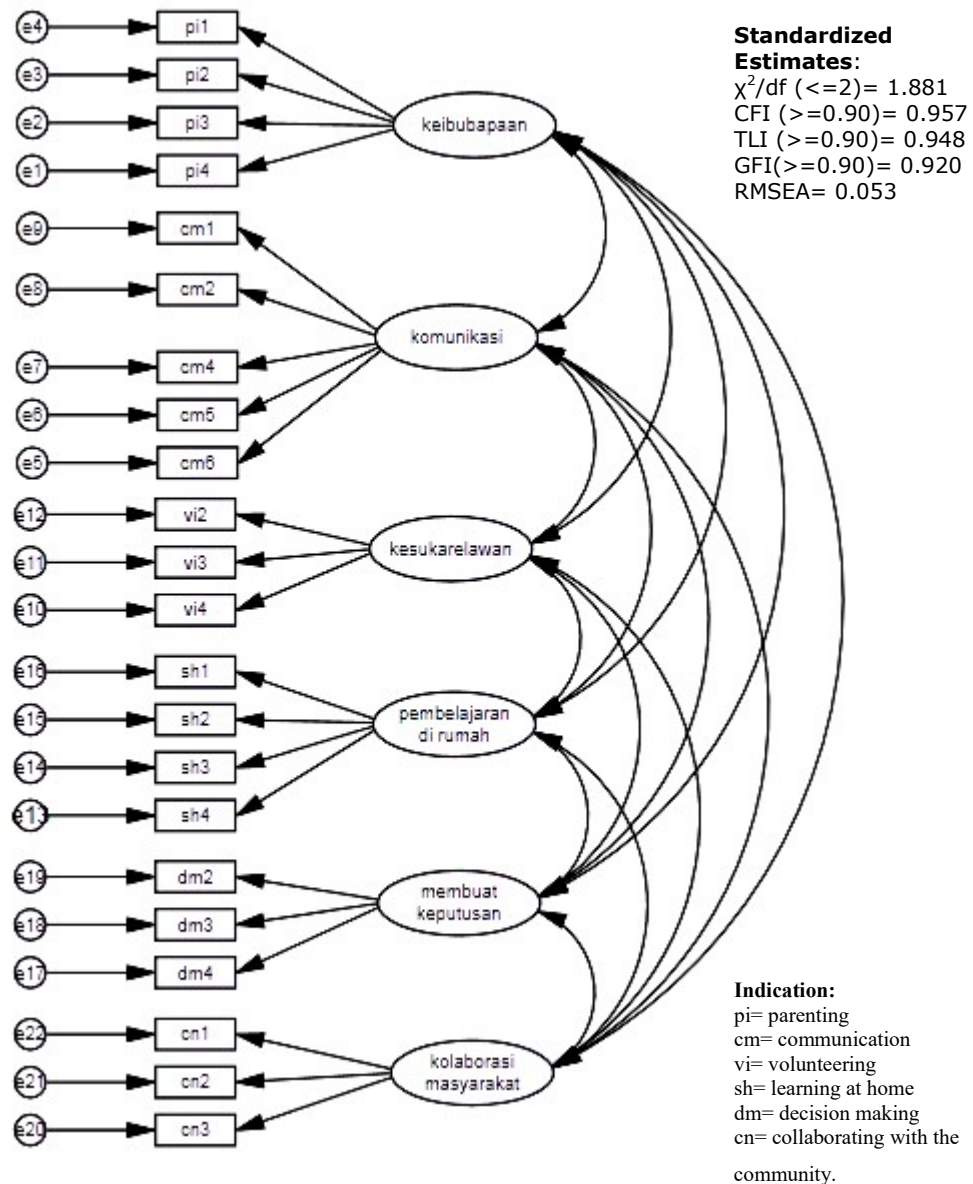 e4 pi1
e3 pi2
e2 pi3
e1 pi4
keibubapaan
e9 cm1
e8 cm2
e7 cm4
e6 cm5
e5 cm6
komunikasi
e12 vi2
e11 vi3
e10 vi4
kesukarelawan
e16 sh1
e15 sh2
e14 sh3
e13 sh4
pembelajaran
di rumah
e19 dm2
e18 dm3
e17 dm4
membuat
keputusan
e22 cn1
e21 cn2
e20 cn3
kolaborasi
masyarakat
Standardized
Estimates:
χ²/df (<=2)= 1.881
CFI (>=0.90)= 0.957
TLI (>=0.90)= 0.948
GFI(>=0.90)= 0.920
RMSEA= 0.053
Indication:
pi= parenting
cm= communication
vi= volunteering
sh= learning at home
dm= decision making
cn= collaborating with the
community.